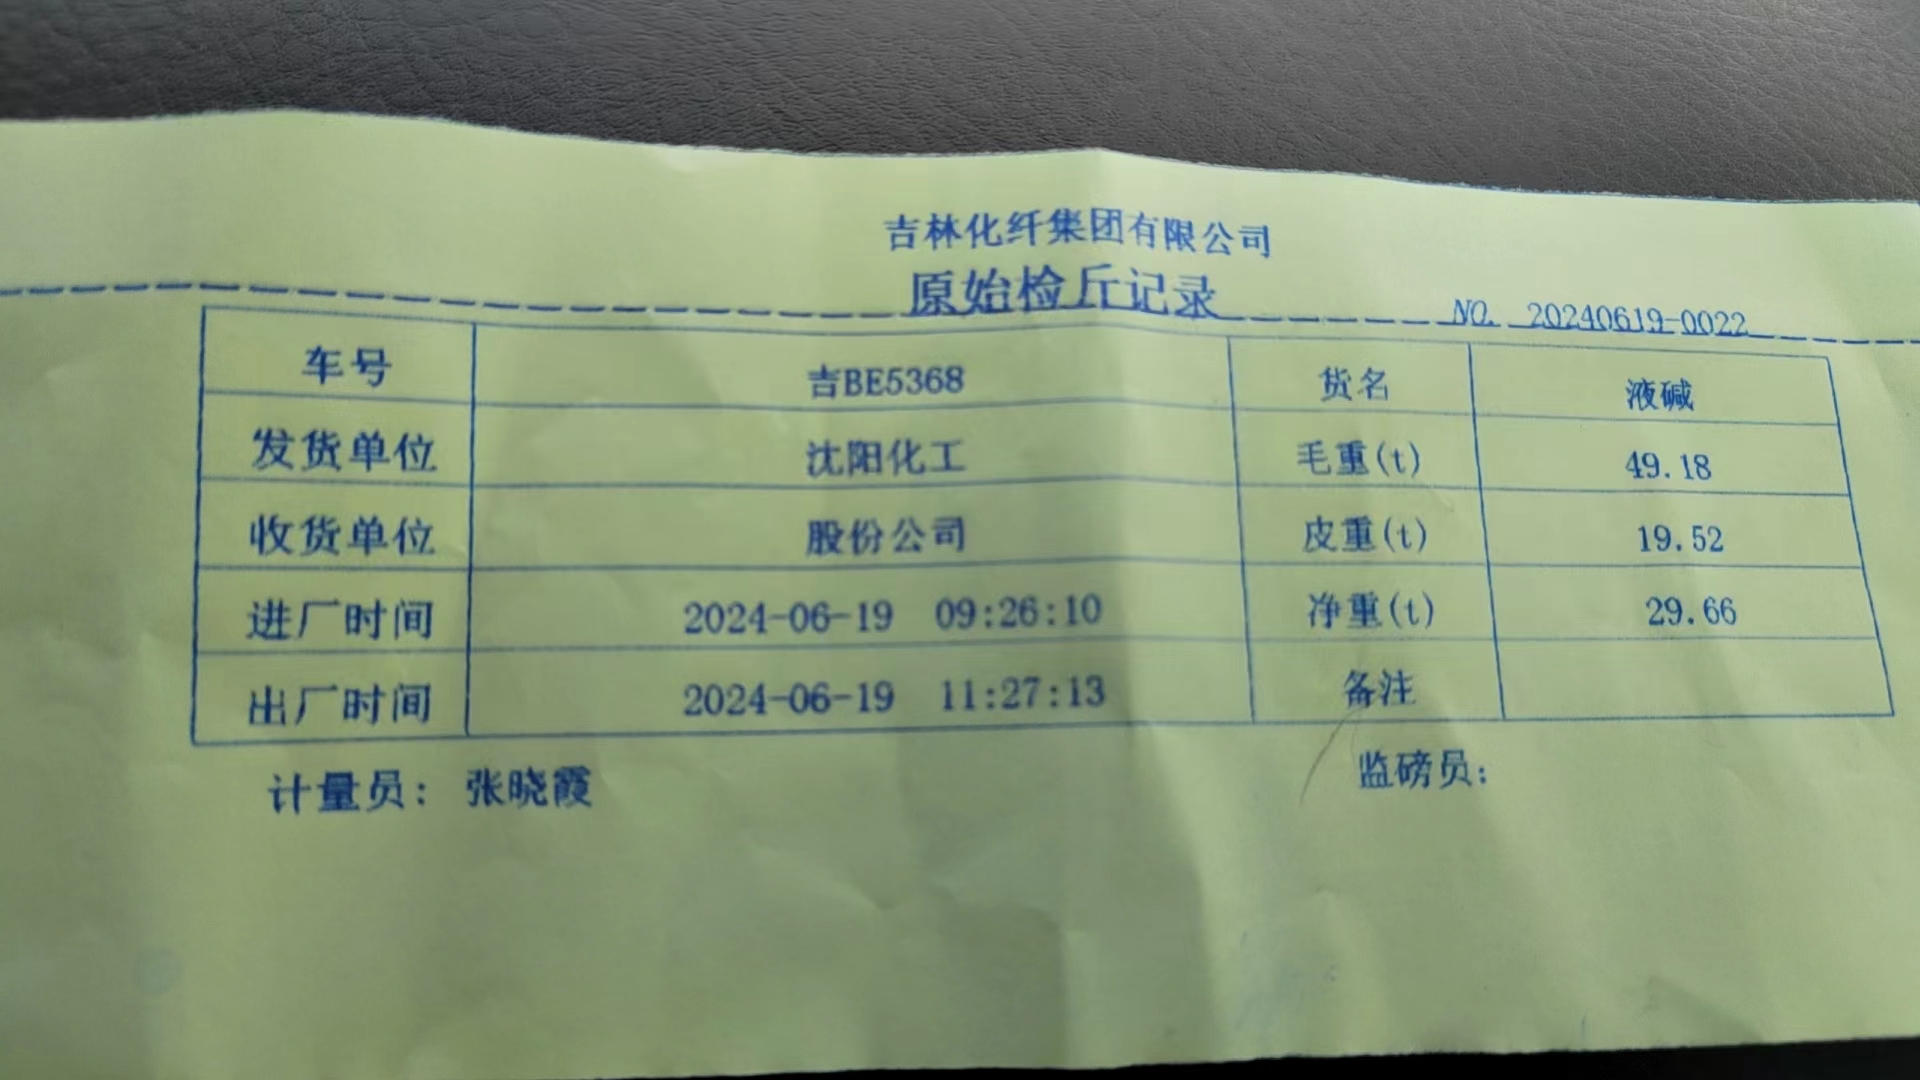 吉林化纤集团有限公司
原始检斤记录
NO. 20240619-0022
车号 吉BE5368 货名 液碱
发货单位 沈阳化工 毛重(t) 49.18
收货单位 股份公司 皮重(t) 19.52
进厂时间 2024-06-19 09:26:10 净重(t) 29.66
出厂时间 2024-06-19 11:27:13 备注
计量员: 张晓霞 监磅员: